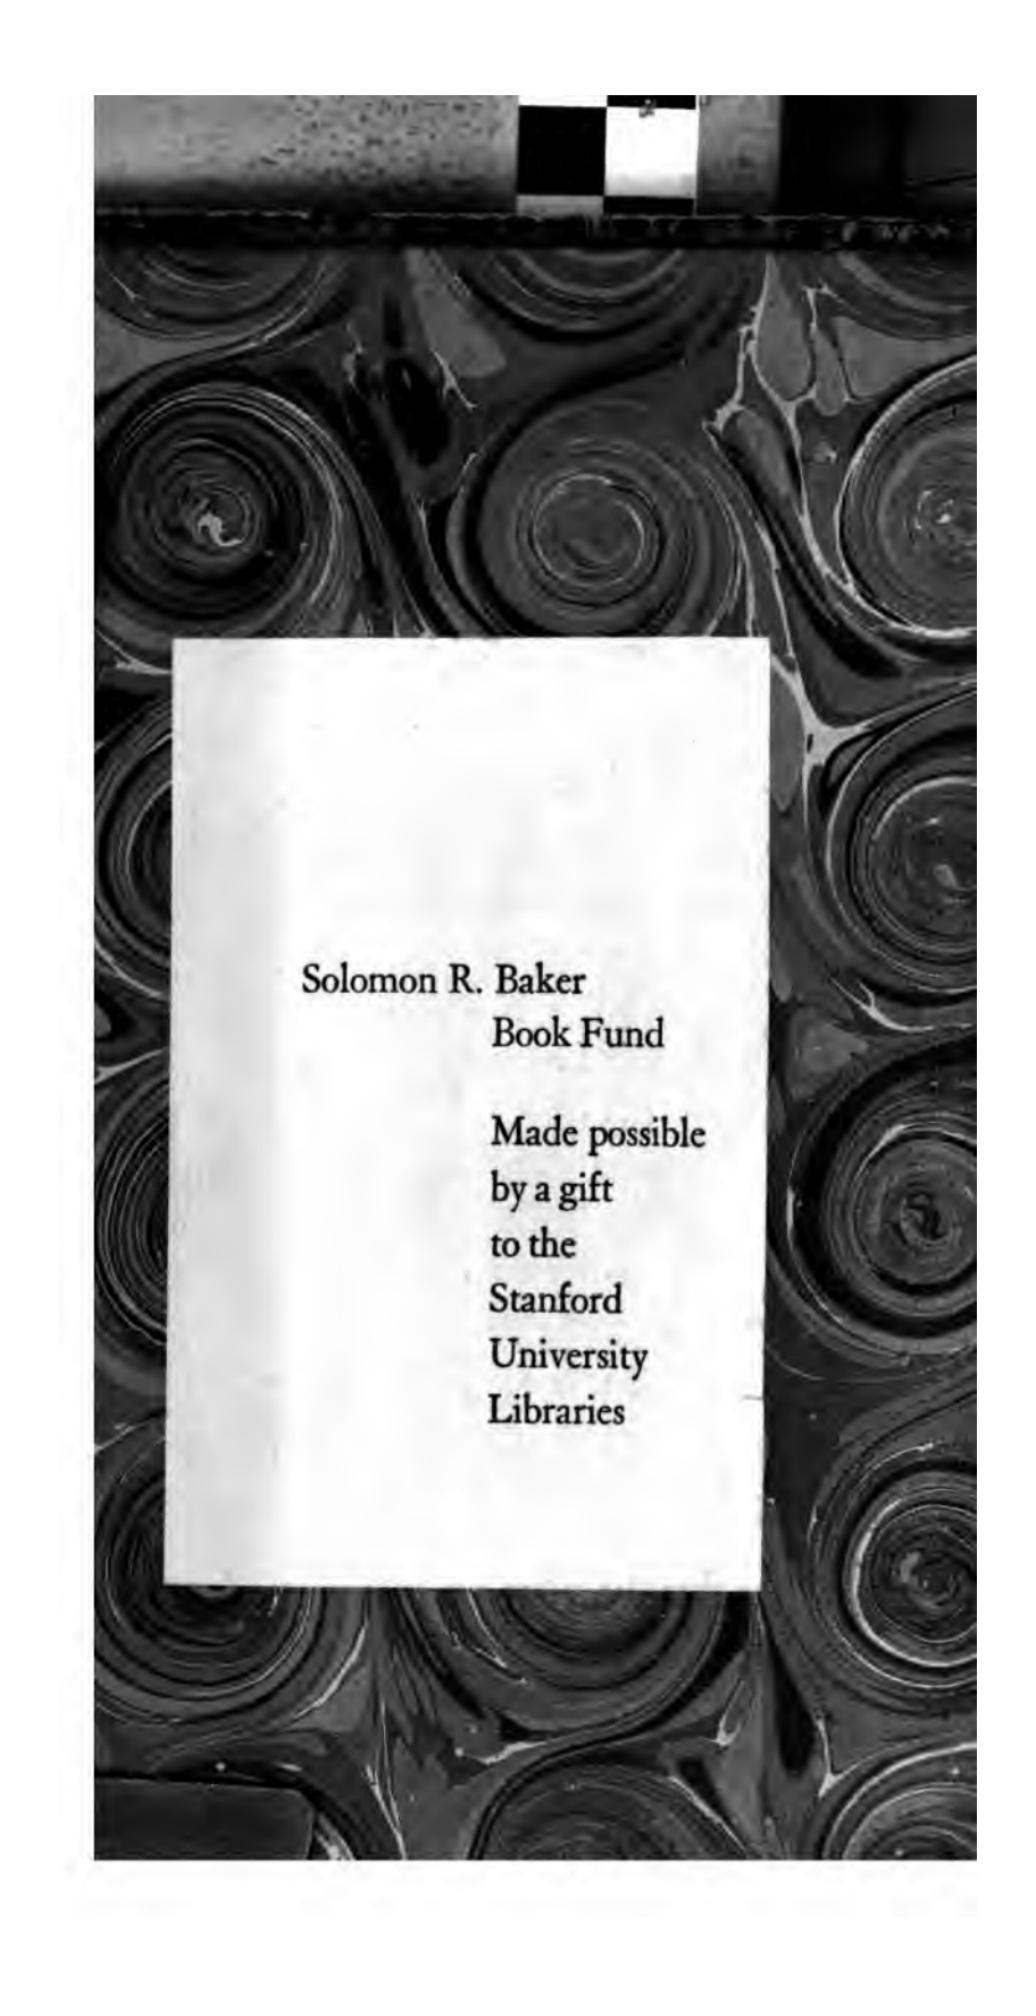 Solomon R. Baker
Book Fund
Made possible
by a gift
to the
Stanford
University
Libraries